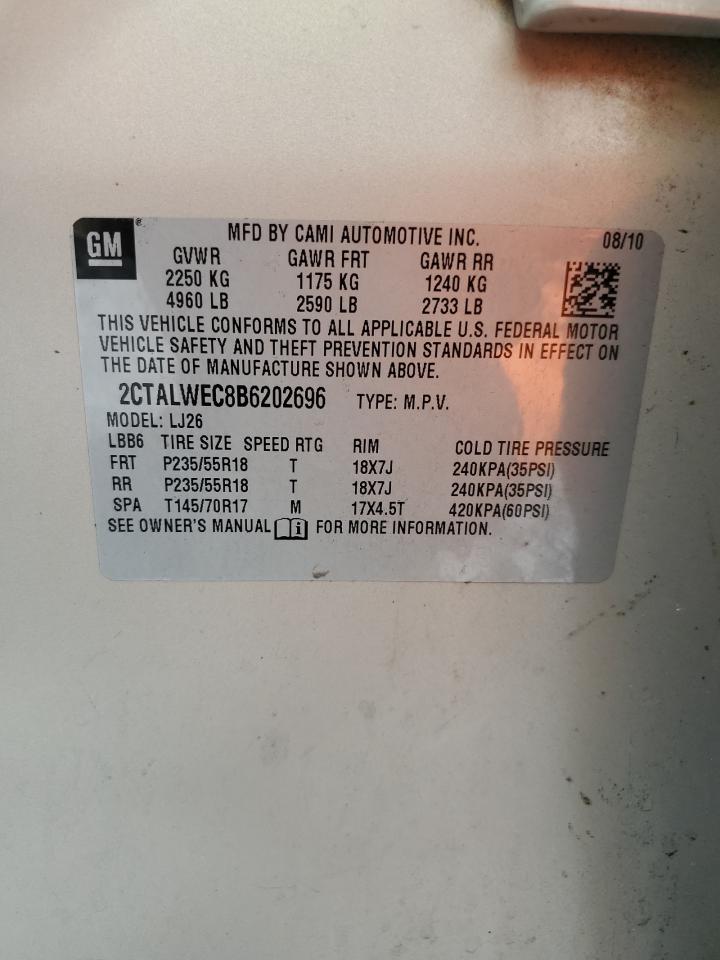 GM ® MFD BY CAMI AUTOMOTIVE INC. 08/10
GVWR GAWR FRT GAWR RR
2250 KG 1175 KG 1240 KG
4960 LB 2590 LB 2733 LB
THIS VEHICLE CONFORMS TO ALL APPLICABLE U.S. FEDERAL MOTOR
VEHICLE SAFETY AND THEFT PREVENTION STANDARDS IN EFFECT ON
THE DATE OF MANUFACTURE SHOWN ABOVE.
2CTALWEC8B6202696 TYPE: M.P.V.
MODEL: LJ26
LBB6 TIRE SIZE SPEED RTG RIM COLD TIRE PRESSURE
FRT P235/55R18 T 18X7J 240KPA(35PSI)
RR P235/55R18 T 18X7J 240KPA(35PSI)
SPA T145/70R17 M 17X4.5T 420KPA(60PSI)
SEE OWNER'S MANUAL i FOR MORE INFORMATION.